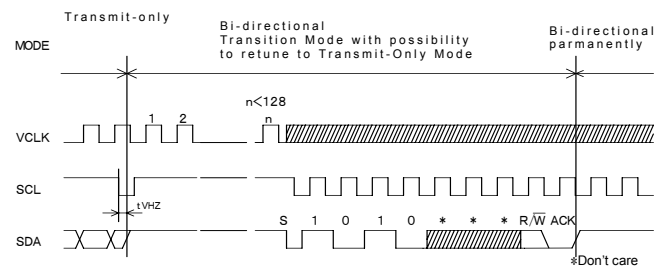 Transmit-only
Bi-directional
Transition Mode with possibility
to retune to Transmit-Only Mode
Bi-directional
parmanently
MODE
n<128
1 2 n
VCLK
SCL
tVHZ
S 1 0 1 0 * * * R/W ACK
SDA
*Don't care